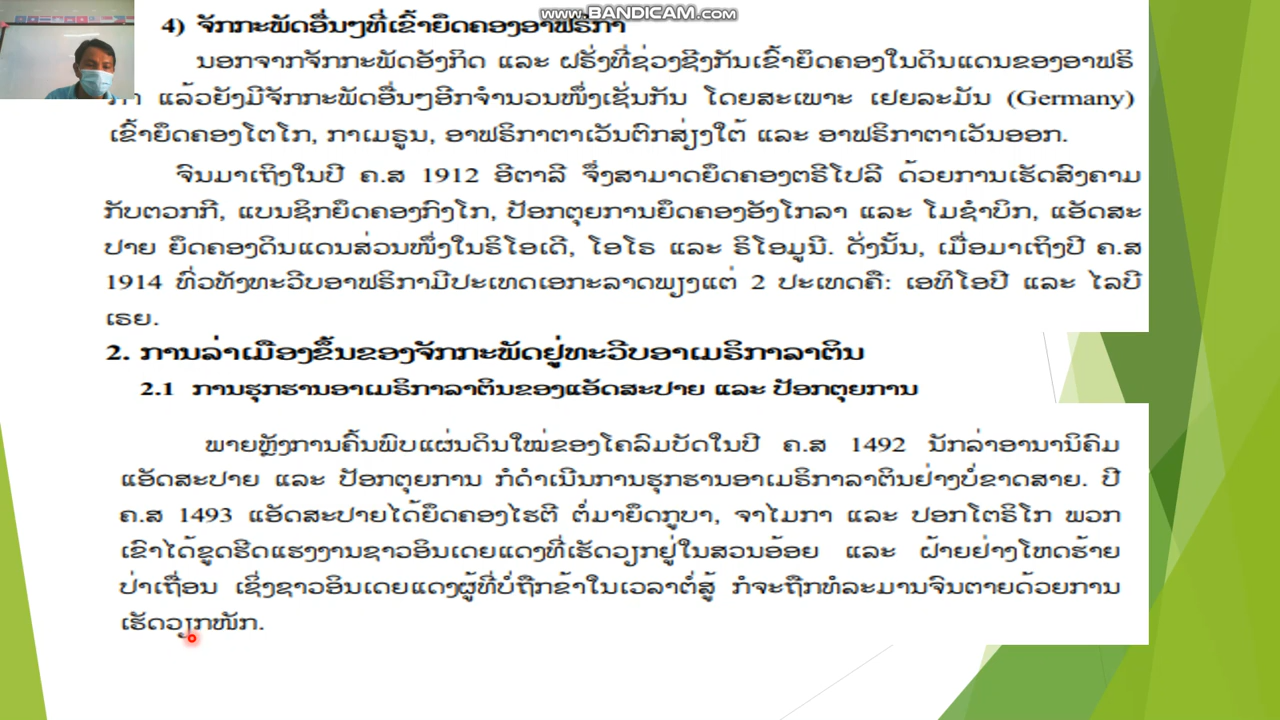 www.BANDICAM.com
4) ຈັກກະພັດອື່ນໆທີ່ເຂົ້າຍຶດຄອງອາຟຣິກາ
ນອກຈາກຈັກກະພັດອັງກິດ ແລະ ຝຣັ່ງທີ່ຊ່ວງຊີງກັນເຂົ້າຍຶດຄອງໃນດິນແດນຂອງອາຟຣິ
ກາ ແລ້ວຍັງມີຈັກກະພັດອື່ນໆອີກຈຳນວນໜຶ່ງເຊັ່ນກັນ ໂດຍສະເພາະ ເຢຍລະມັນ (Germany)
ເຂົ້າຍຶດຄອງໂຕໂກ, ກາເມຣູນ, ອາຟຣິກາຕາເວັນຕົກສ່ຽງໃຕ້ ແລະ ອາຟຣິກາຕາເວັນອອກ.
ຈົນມາເຖິງໃນປີ ຄ.ສ 1912 ອີຕາລີ ຈຶ່ງສາມາດຍຶດຄອງຕຣີໂປລີ ດ້ວຍການເຮັດສົງຄາມ
ກັບຕວກກີ, ແບນຊິກຍຶດຄອງກົງໂກ, ປັອກຕຸຍການຍຶດຄອງອັງໂກລາ ແລະ ໂມຊຳບິກ, ແອັດສະ
ປາຍ ຍຶດຄອງດິນແດນສ່ວນໜຶ່ງໃນຣິໂອເດີ, ໂອໂຣ ແລະ ຣິໂອມູນີ. ດັ່ງນັ້ນ, ເມື່ອມາເຖິງປີ ຄ.ສ
1914 ທົ່ວທັງທະວີບອາຟຣິກາມີປະເທດເອກະລາດພຽງແຕ່ 2 ປະເທດຄື: ເອທິໂອປີ ແລະ ໄລບີ
ເຣຍ.
2. ການລ່າເມືອງຂຶ້ນຂອງຈັກກະພັດຢູ່ທະວີບອາເມຣິກາລາຕິນ
2.1 ການຮຸກຮານອາເມຣິກາລາຕິນຂອງແອັດສະປາຍ ແລະ ປັອກຕຸຍການ
ພາຍຫຼັງການຄົ້ນພົບແຜ່ນດິນໃໝ່ຂອງໂຄລົມບັດໃນປີ ຄ.ສ 1492 ນັກລ່າອານານິຄົມ
ແອັດສະປາຍ ແລະ ປັອກຕຸຍການ ກໍດຳເນີນການຮຸກຮານອາເມຣິກາລາຕິນຢ່າງບໍ່ຂາດສາຍ. ປີ
ຄ.ສ 1493 ແອັດສະປາຍໄດ້ຍຶດຄອງໄຮຕີ ຕໍ່ມາຍຶດກູບາ, ຈາໄມກາ ແລະ ປອກໂຕຣິໂກ ພວກ
ເຂົາໄດ້ຂູດຮີດແຮງງານຊາວອິນເດຍແດງທີ່ເຮັດວຽກຢູ່ໃນສວນອ້ອຍ ແລະ ຝ້າຍຢ່າງໂຫດຮ້າຍ
ປ່າເຖື່ອນ ເຊິ່ງຊາວອິນເດຍແດງຜູ້ທີ່ບໍ່ຖືກຂ້າໃນເວລາຕໍ່ສູ້ ກໍຈະຖືກທໍລະມານຈົນຕາຍດ້ວຍການ
ເຮັດວຽກໜັກ.